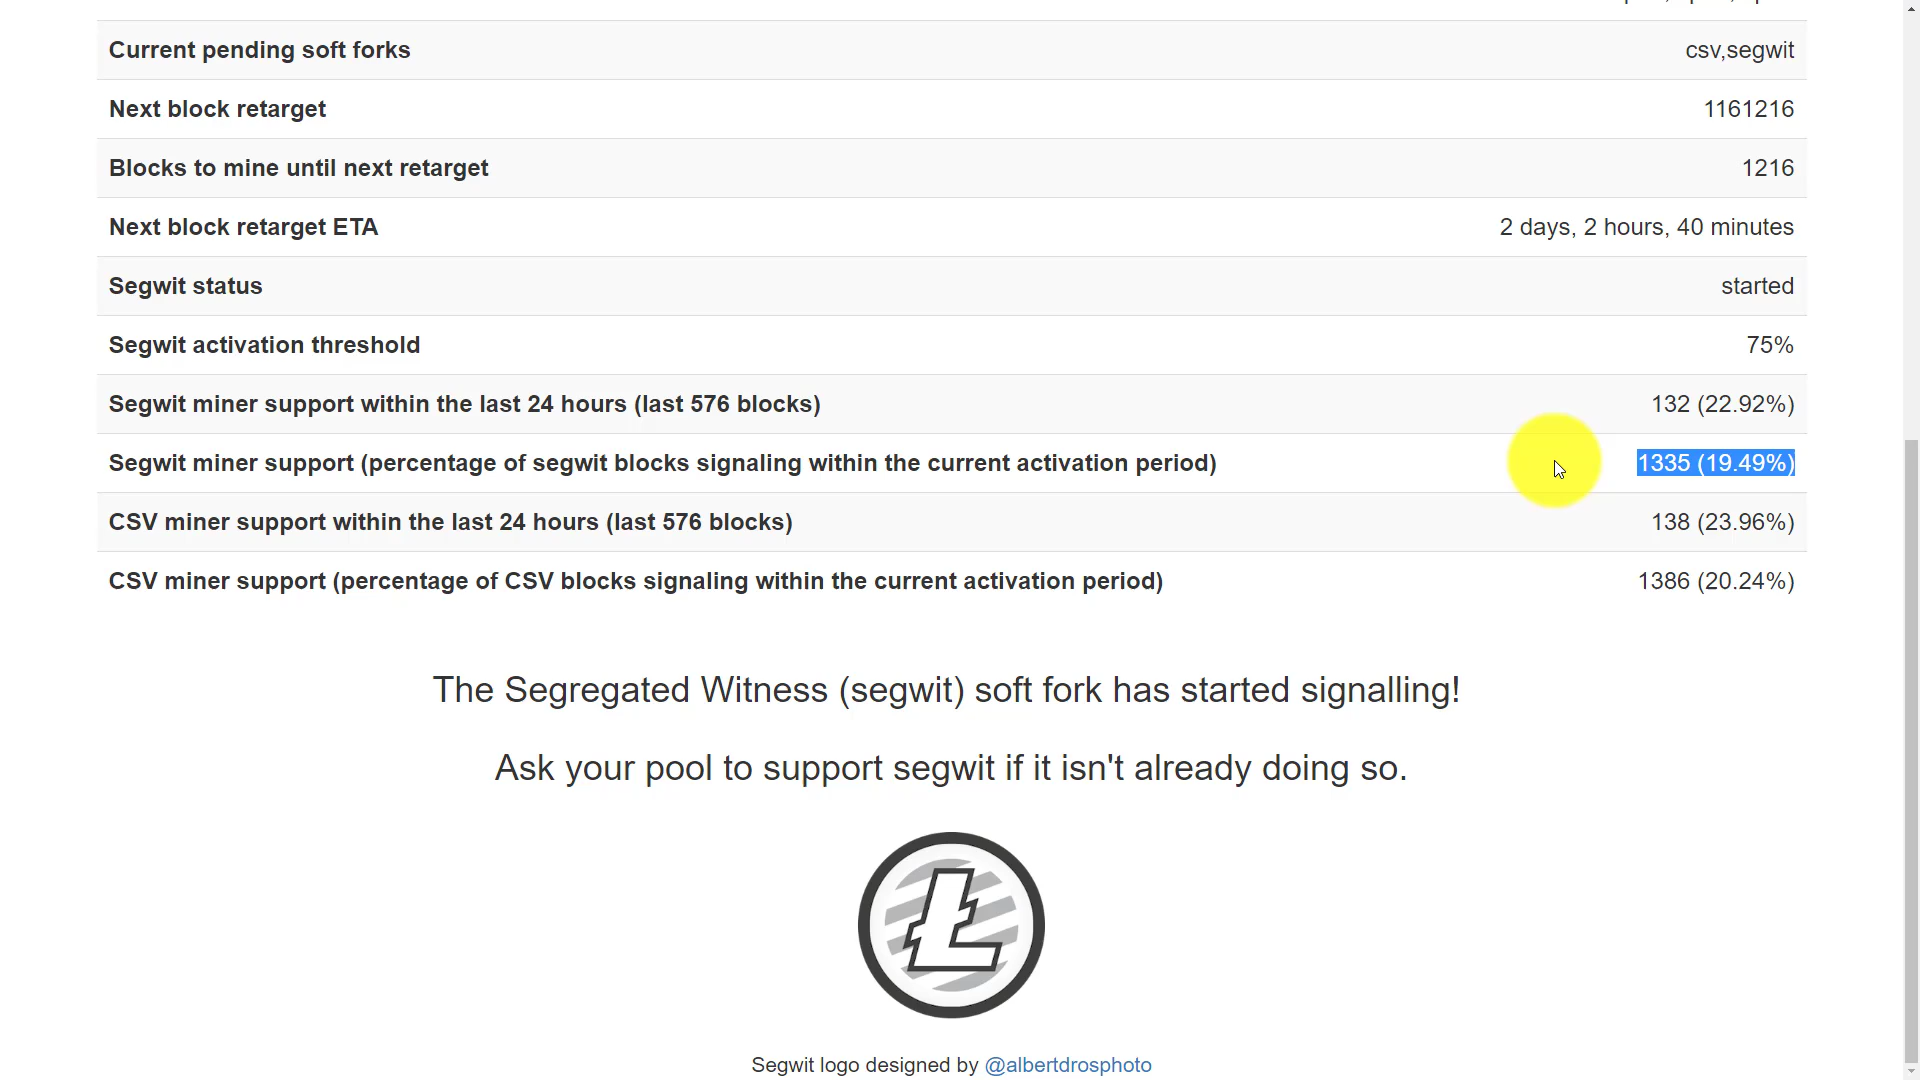 Current pending soft forks csv,segwit
Next block retarget 1161216
Blocks to mine until next retarget 1216
Next block retarget ETA 2 days, 2 hours, 40 minutes
Segwit status started
Segwit activation threshold 75%
Segwit miner support within the last 24 hours (last 576 blocks) 132 (22.92%)
Segwit miner support (percentage of segwit blocks signaling within the current activation period) 1335 (19.49%)
CSV miner support within the last 24 hours (last 576 blocks) 138 (23.96%)
CSV miner support (percentage of CSV blocks signaling within the current activation period) 1386 (20.24%)
The Segregated Witness (segwit) soft fork has started signalling!
Ask your pool to support segwit if it isn't already doing so.
Segwit logo designed by @albertdrosphoto